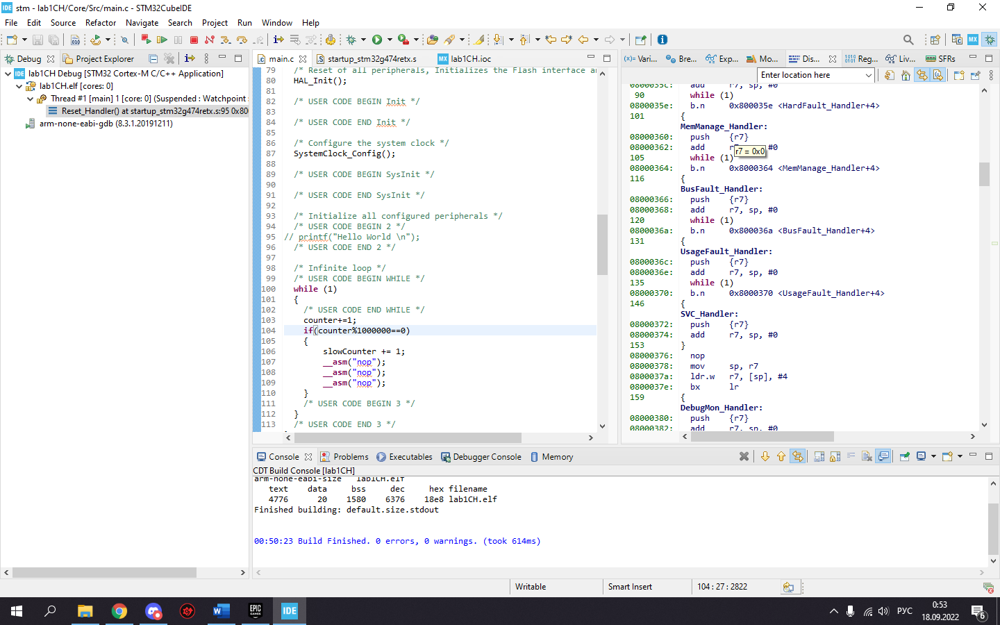 stm - lab1CH/Core/Src/main.c - STM32CubeIDE
File Edit Source Refactor Navigate Search Project Run Window Help
Debug Project Explorer
lab1CH Debug [STM32 Cortex-M C/C++ Application]
lab1CH.elf [cores: 0]
Thread #1 [main] 1 [core: 0] (Suspended : Watchpoint
Reset_Handler() at startup_stm32g474retx.s:95 0x800
arm-none-eabi-gdb (8.3.1.20191211)
main.c startup_stm32g474retx.s lab1CH.ioc
79 /* Reset of all peripherals, Initializes the Flash interface a
80 HAL_Init();
81
82 /* USER CODE BEGIN Init */
83
84 /* USER CODE END Init */
85
86 /* Configure the system clock */
87 SystemClock_Config();
88
89 /* USER CODE BEGIN SysInit */
90
91 /* USER CODE END SysInit */
92
93 /* Initialize all configured peripherals */
94 /* USER CODE BEGIN 2 */
95 // printf("Hello World \n");
96 /* USER CODE END 2 */
97
98 /* Infinite loop */
99 /* USER CODE BEGIN WHILE */
100 while (1)
101 {
102 /* USER CODE END WHILE */
103 counter+=1;
104 if(counter%1000000==0)
105 {
106 slowCounter += 1;
107 __asm("nop");
108 __asm("nop");
109 __asm("nop");
110 }
111 /* USER CODE BEGIN 3 */
112 }
113 /* USER CODE END 3 */
(x)= Vari... Bre... Exp... Mo... Dis... Reg... Liv... SFRs
Enter location here
0800035c: add r7, sp, #0
90 while (1)
0800035e: b.n 0x800035e <HardFault_Handler+4>
101 {
MemManage_Handler:
08000360: push {r7}
08000362: add r7 #0
r7 = 0x0
105 while (1)
08000364: b.n 0x8000364 <MemManage_Handler+4>
116 {
BusFault_Handler:
08000366: push {r7}
08000368: add r7, sp, #0
120 while (1)
0800036a: b.n 0x800036a <BusFault_Handler+4>
131 {
UsageFault_Handler:
0800036c: push {r7}
0800036e: add r7, sp, #0
135 while (1)
08000370: b.n 0x8000370 <UsageFault_Handler+4>
146 {
SVC_Handler:
08000372: push {r7}
08000374: add r7, sp, #0
153 }
08000376: nop
08000378: mov sp, r7
0800037a: ldr.w r7, [sp], #4
0800037e: bx lr
159 {
DebugMon_Handler:
08000380: push {r7}
08000382: add r7, sp, #0
Console Problems Executables Debugger Console Memory
CDT Build Console [lab1CH]
arm-none-eabi-size lab1CH.elf
text data bss dec hex filename
4776 20 1580 6376 18e8 lab1CH.elf
Finished building: default.size.stdout
00:50:23 Build Finished. 0 errors, 0 warnings. (took 614ms)
Writable Smart Insert 104 : 27 : 2822
IDE
EPIC GAMES
РУС
0:53
18.09.2022
6